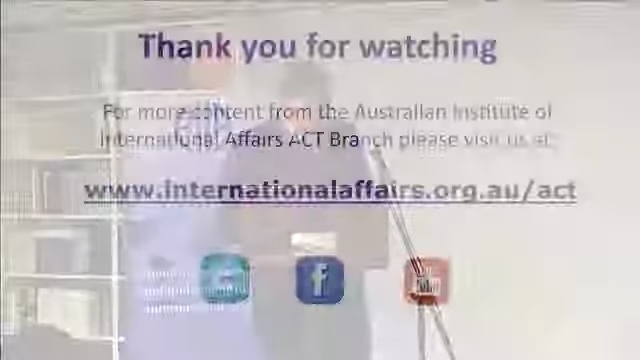 Thank you for watching
For more content from the Australian Institute of
International Affairs ACT Branch please visit us at:
www.internationalaffairs.org.au/act
f